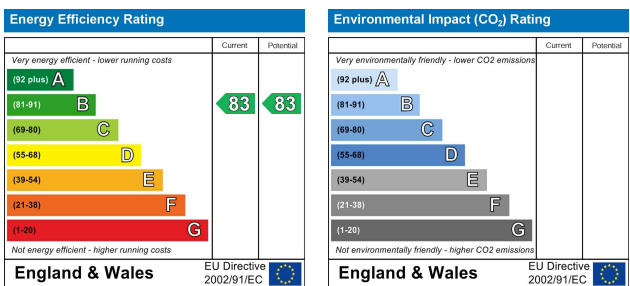 Energy Efficiency Rating
Current Potential
Very energy efficient - lower running costs
(92 plus) A
(81-91) B 83 83
(69-80) C
(55-68) D
(39-54) E
(21-38) F
(1-20) G
Not energy efficient - higher running costs
England & Wales
EU Directive
2002/91/EC
Environmental Impact (CO₂) Rating
Current Potential
Very environmentally friendly - lower CO2 emissions
(92 plus) A
(81-91) B
(69-80) C
(55-68) D
(39-54) E
(21-38) F
(1-20) G
Not environmentally friendly - higher CO2 emissions
England & Wales
EU Directive
2002/91/EC